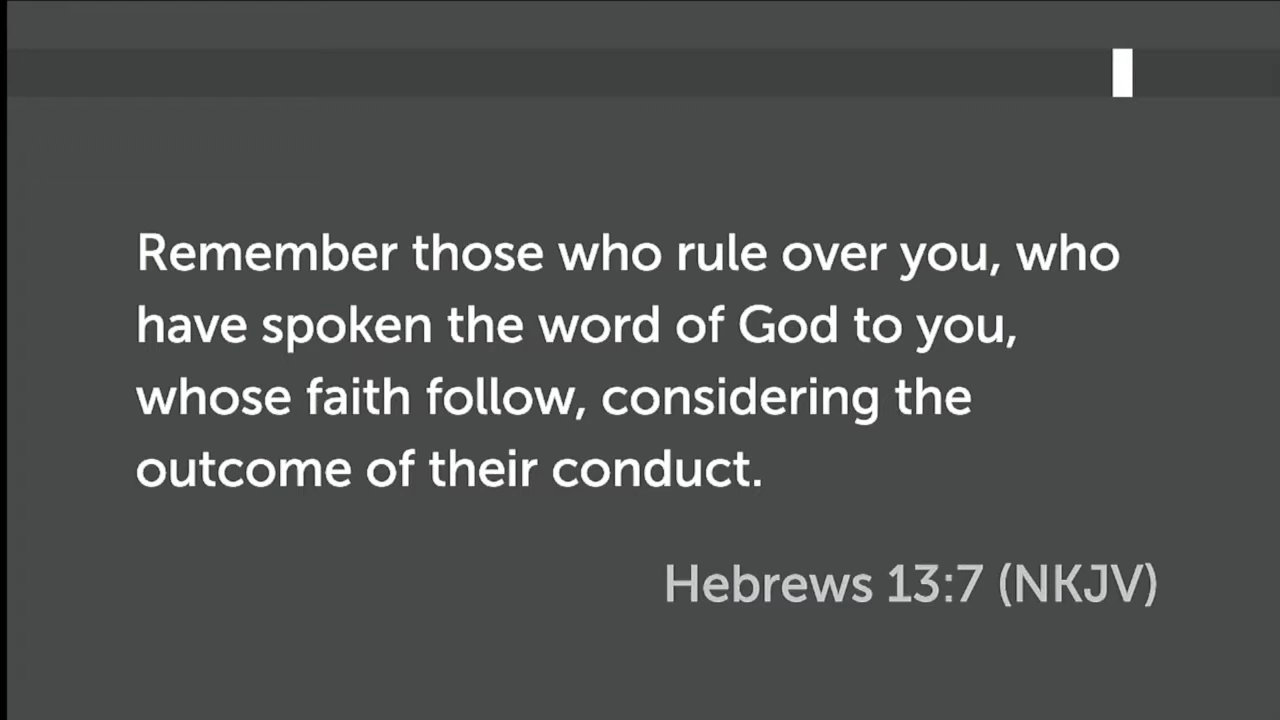 Remember those who rule over you, who
have spoken the word of God to you,
whose faith follow, considering the
outcome of their conduct.
Hebrews 13:7 (NKJV)